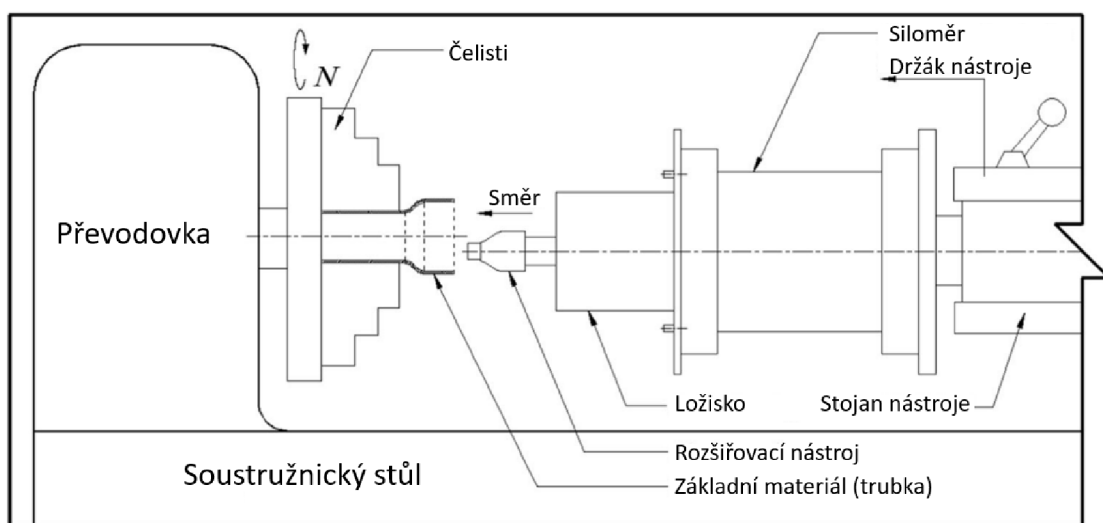 Siloměr
Čelisti
Držák nástroje
N
Směr
Převodovka
Ložisko
Stojan nástroje
Rozšiřovací nástroj
Základní materiál (trubka)
Soustružnický stůl